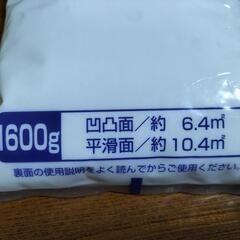 1600g
凹凸面/約 6.4㎡
平滑面/約 10.4㎡
裏面の使用説明をよく読んでからご使用ください。